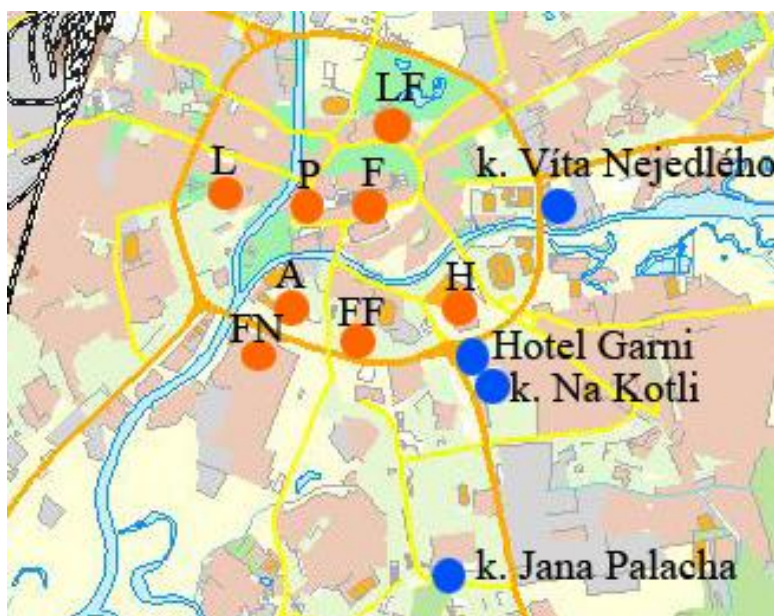 LF
L
P
F
k. Víta Nejedlého
A
H
FN
FF
Hotel Garni
k. Na Kotli
k. Jana Palacha